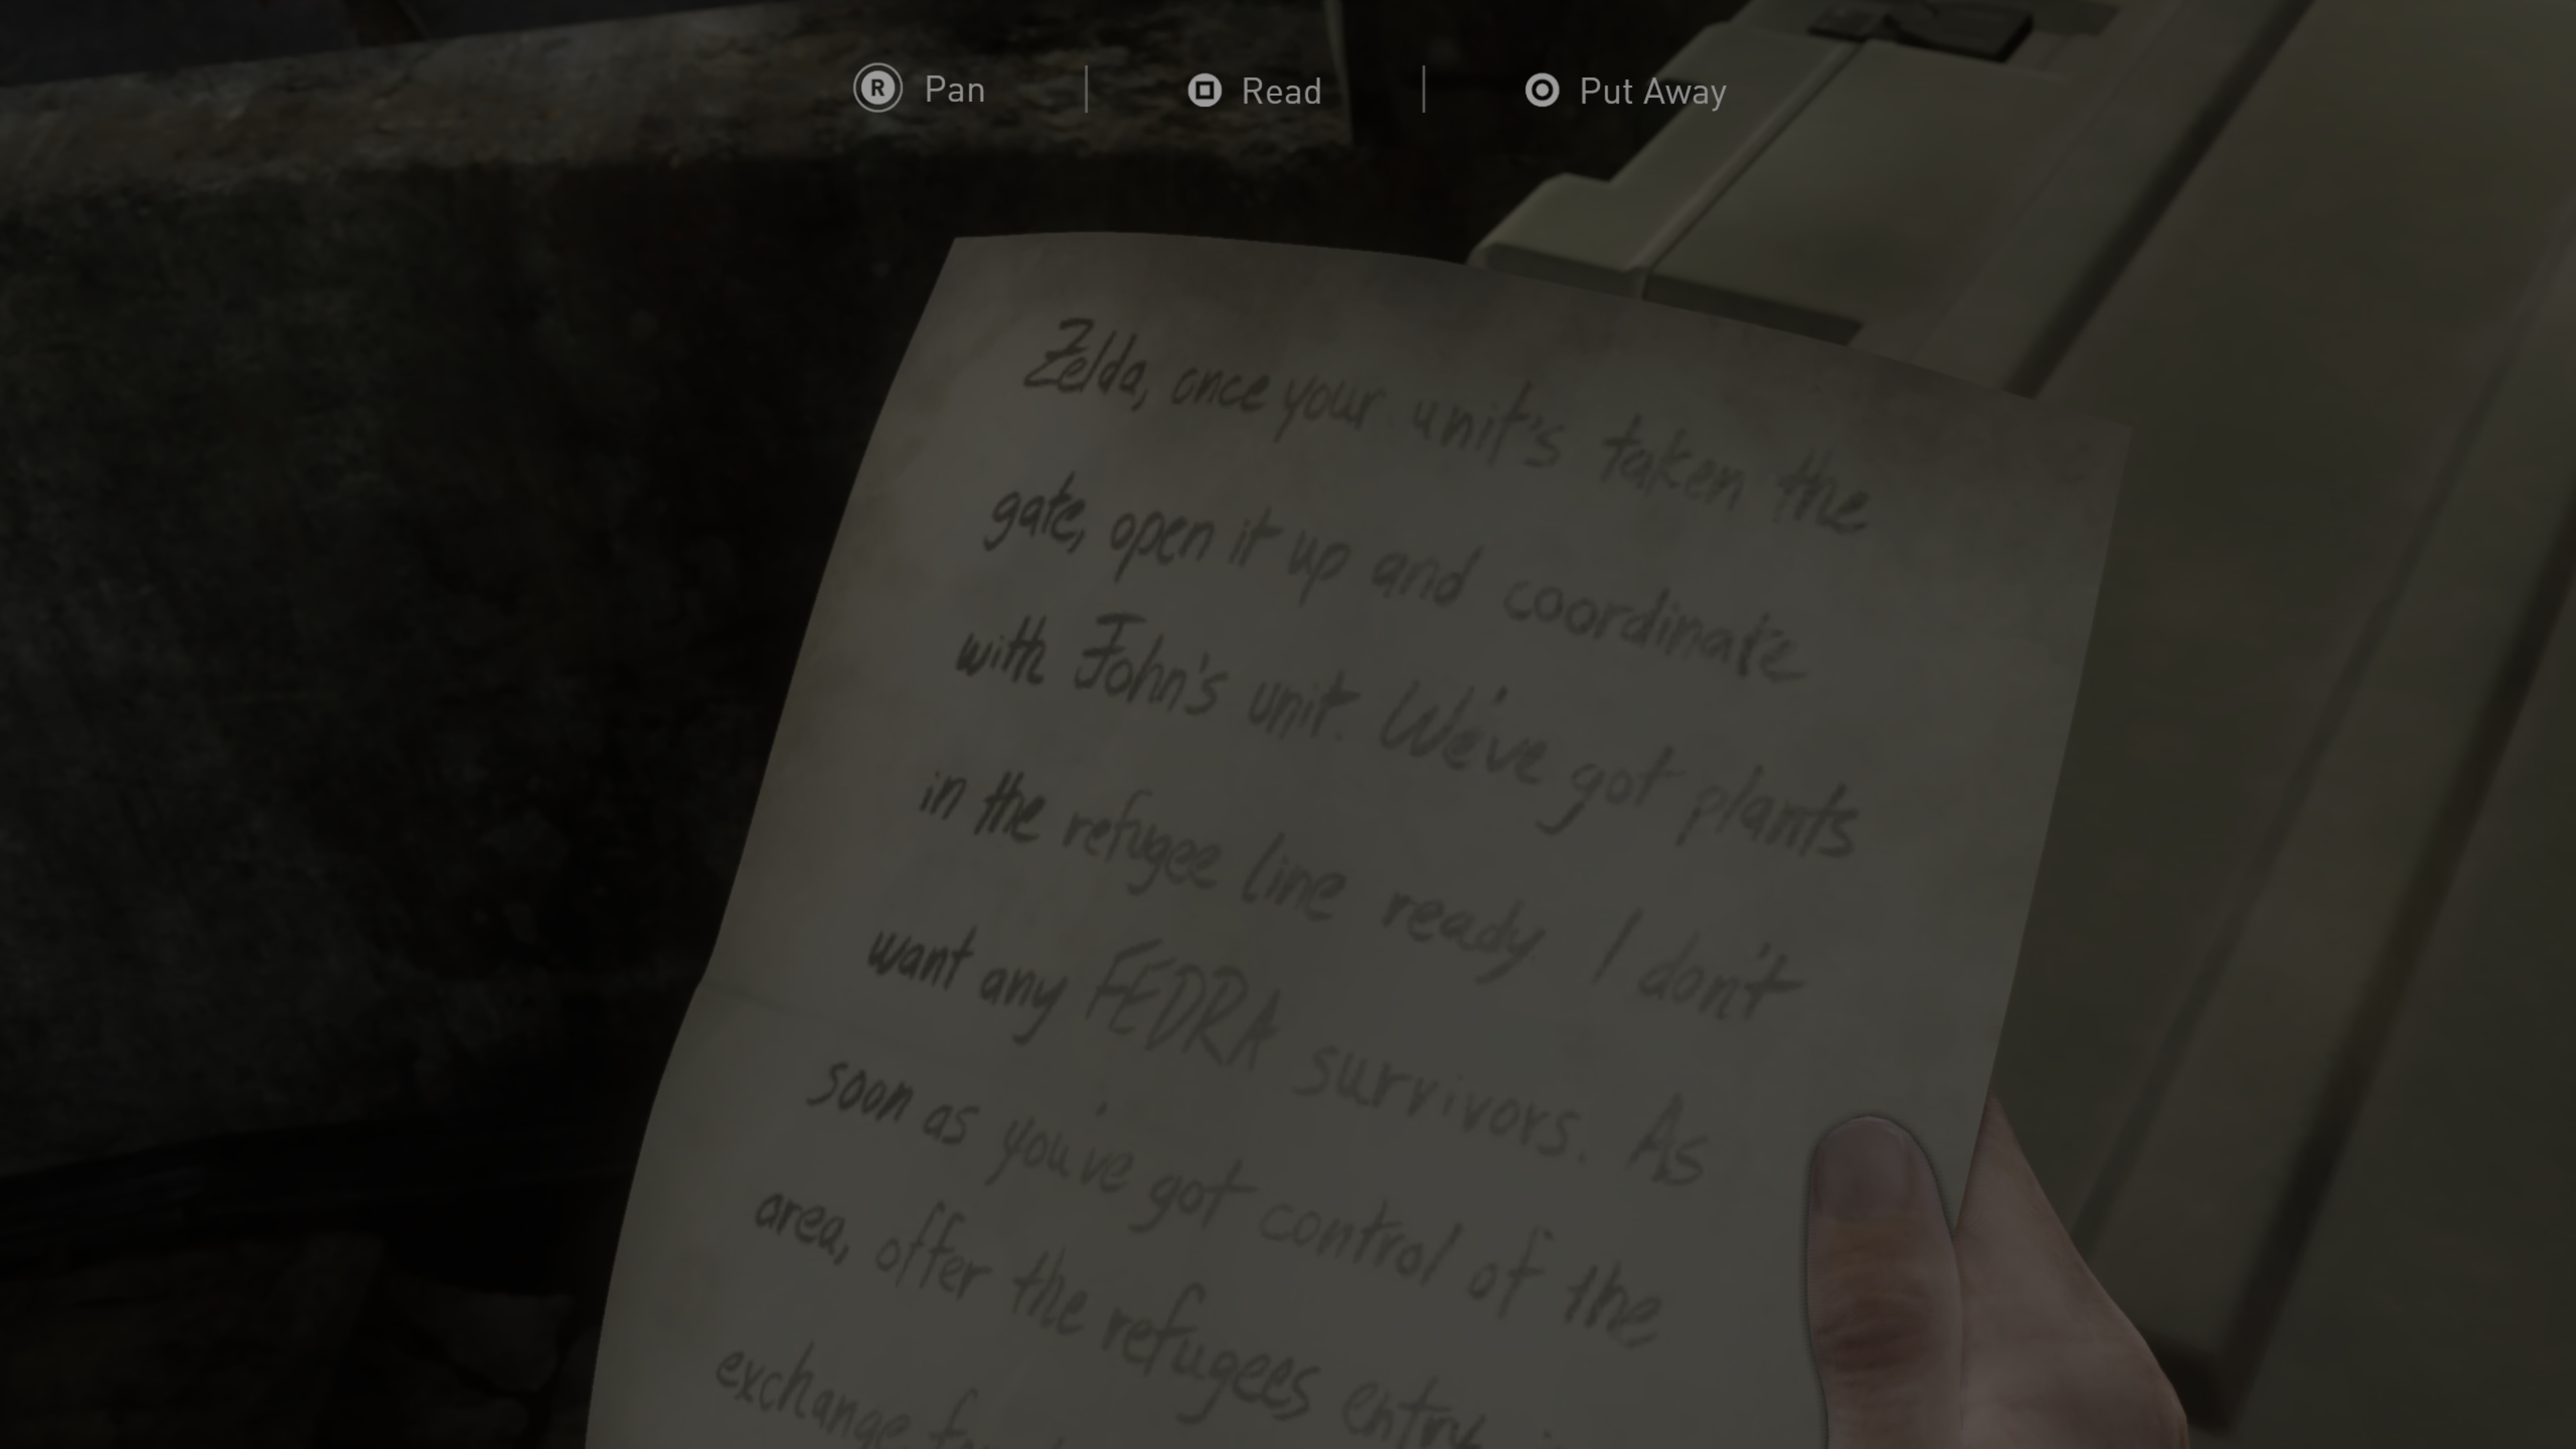 R Pan | Read | Put Away
Zelda, once your unit's taken the
gate, open it up and coordinate
with John's unit. We've got plants
in the refugee line ready. I don't
want any FEDRA survivors. As
soon as you've got control of the
area, offer the refugees entry
exchange